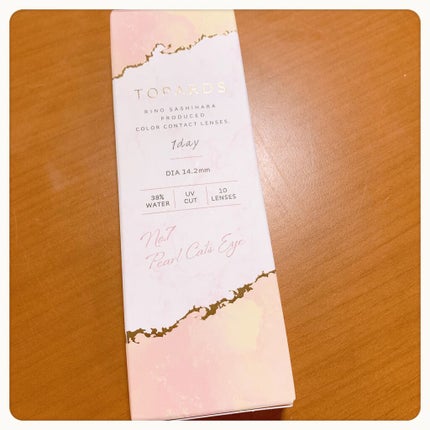 TOPARDS
RINO SASHIHARA
PRODUCED
COLOR CONTACT LENSES
1day
DIA 14.2mm
38% WATER
UV CUT
10 LENSES
No.7
Pearl Cat's Eye